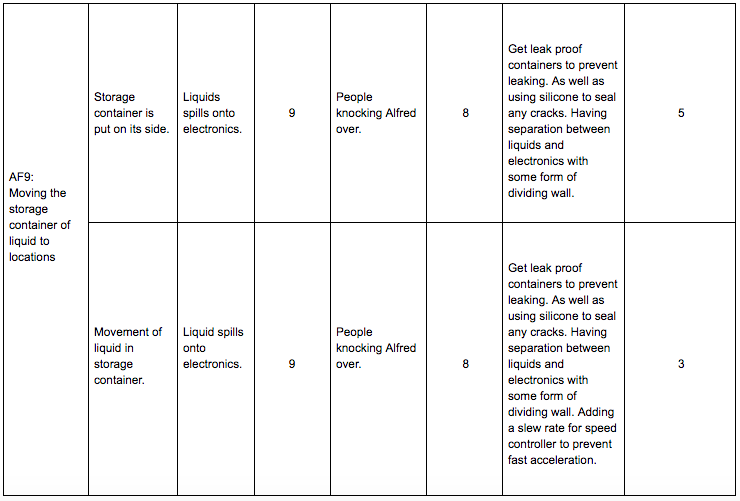 AF9:
Moving the
storage
container of
liquid to
locations
Storage
container is
put on its side.
Liquids
spills onto
electronics.
9
People
knocking Alfred
over.
8
Get leak proof
containers to prevent
leaking. As well as
using silicone to seal
any cracks. Having
separation between
liquids and
electronics with
some form of
dividing wall.
5
Movement of
liquid in
storage
container.
Liquid spills
onto
electronics.
9
People
knocking Alfred
over.
8
Get leak proof
containers to prevent
leaking. As well as
using silicone to seal
any cracks. Having
separation between
liquids and
electronics with
some form of
dividing wall. Adding
a slew rate for speed
controller to prevent
fast acceleration.
3